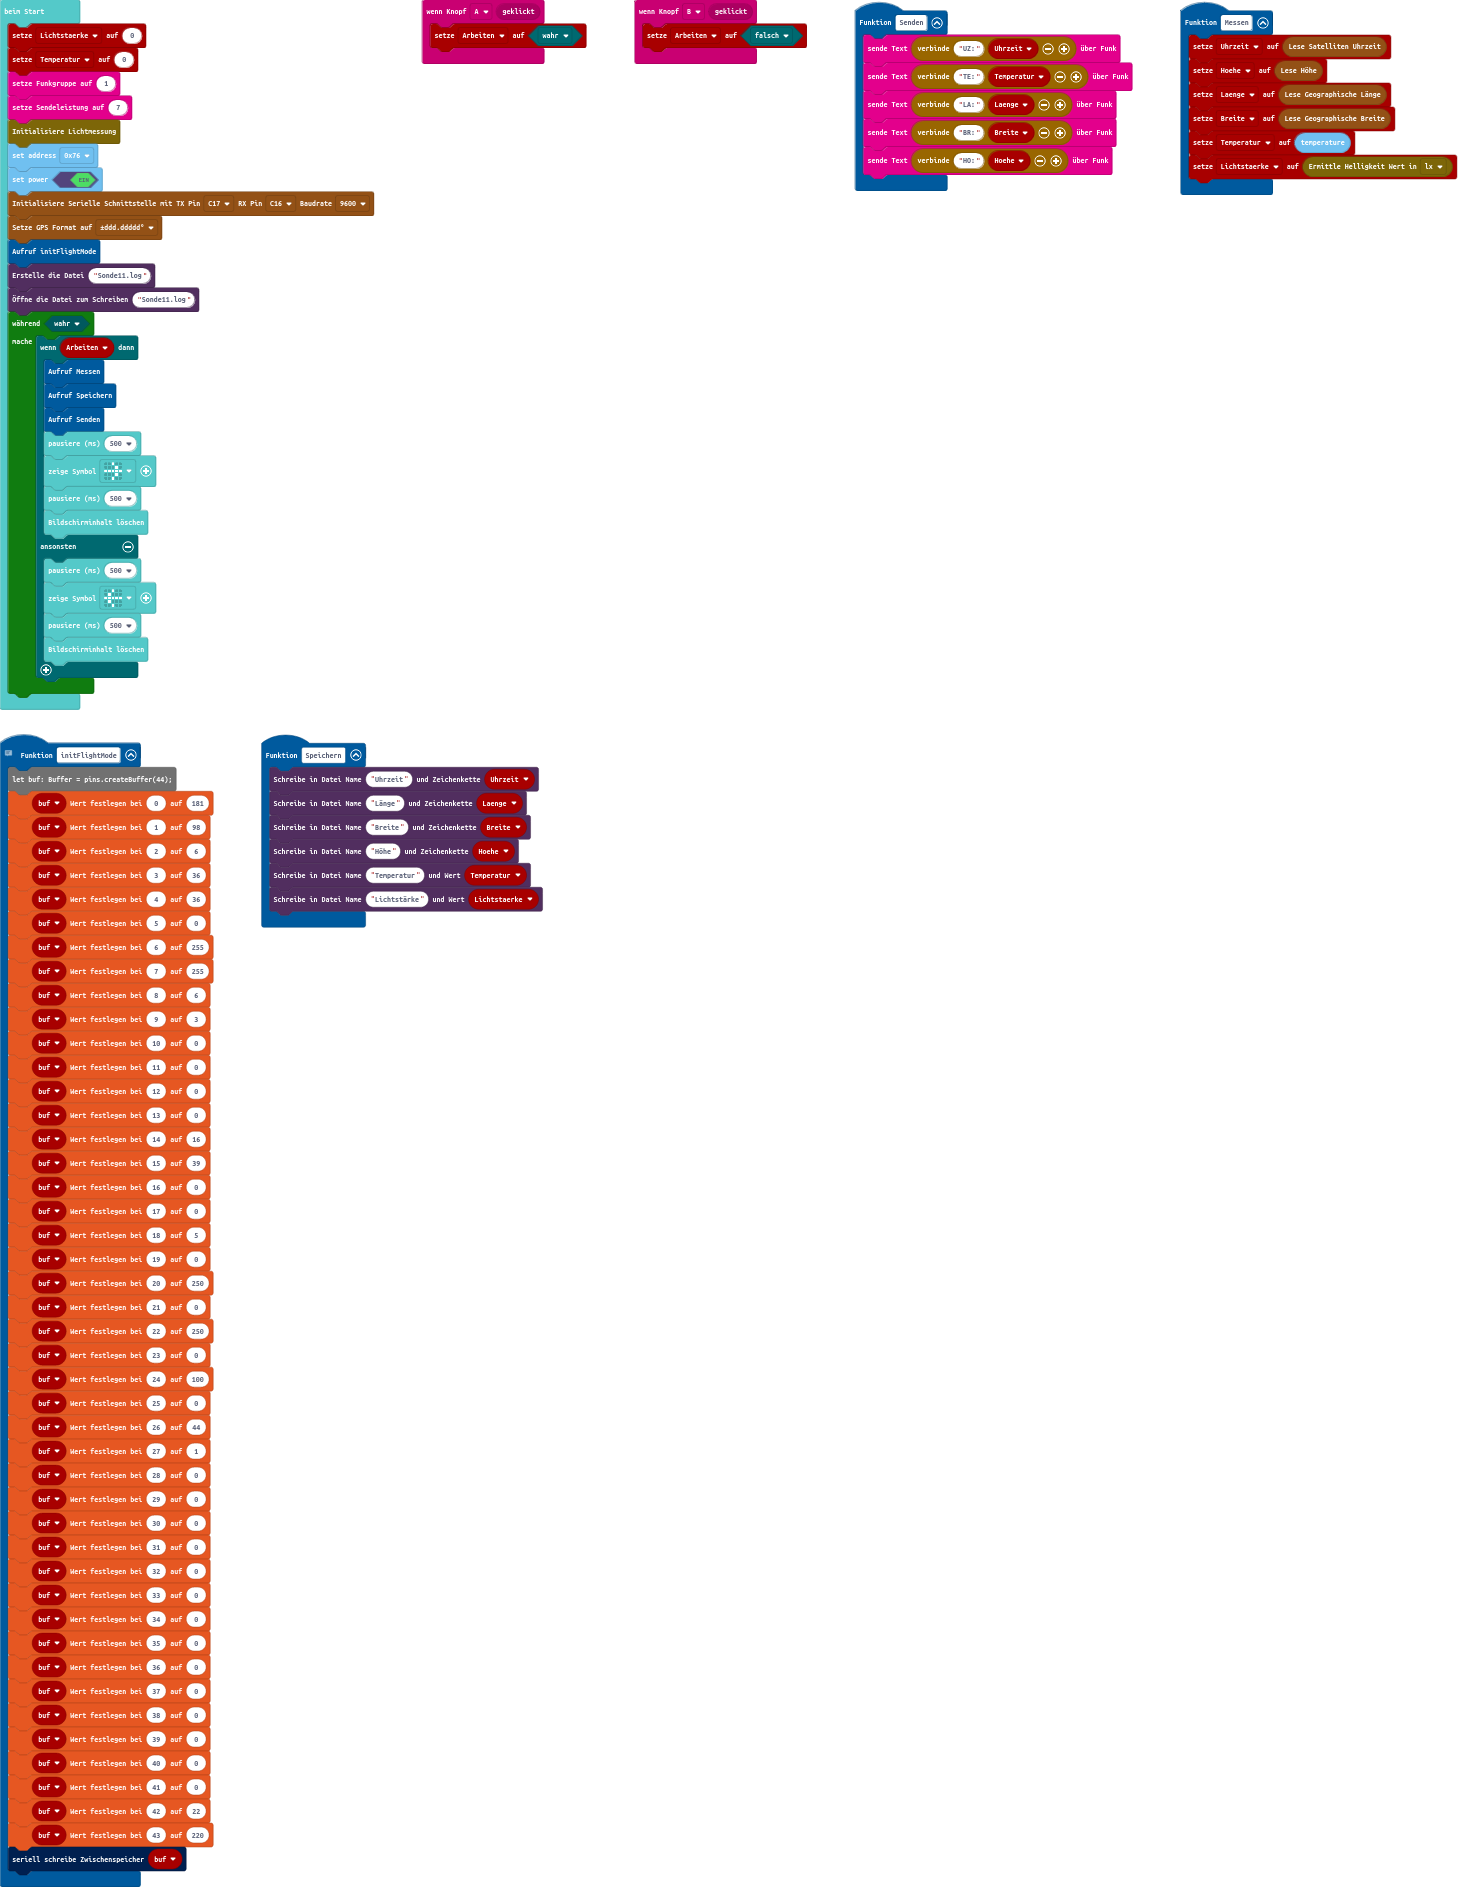 beim Start
setze Lichtstaerke auf 0
setze Temperatur auf 0
setze Funkgruppe auf 1
setze Sendeleistung auf 7
Initialisiere Lichtmessung
set address 0x76
set power EIN
Initialisiere Serielle Schnittstelle mit TX Pin C17 RX Pin C16 Baudrate 9600
Setze GPS Format auf ±ddd.ddddd°
Aufruf initFlightMode
Erstelle die Datei "Sonde11.log"
Öffne die Datei zum Schreiben "Sonde11.log"
während wahr
mache
wenn Arbeiten dann
Aufruf Messen
Aufruf Speichern
Aufruf Senden
pausiere (ms) 500
zeige Symbol
pausiere (ms) 500
Bildschirminhalt löschen
ansonsten
pausiere (ms) 500
zeige Symbol
pausiere (ms) 500
Bildschirminhalt löschen
wenn Knopf A geklickt
setze Arbeiten auf wahr
wenn Knopf B geklickt
setze Arbeiten auf falsch
Funktion Senden
sende Text verbinde "UZ:" Uhrzeit über Funk
sende Text verbinde "TE:" Temperatur über Funk
sende Text verbinde "LA:" Laenge über Funk
sende Text verbinde "BR:" Breite über Funk
sende Text verbinde "HO:" Hoehe über Funk
Funktion Messen
setze Uhrzeit auf Lese Satelliten Uhrzeit
setze Hoehe auf Lese Höhe
setze Laenge auf Lese Geographische Länge
setze Breite auf Lese Geographische Breite
setze Temperatur auf temperature
setze Lichtstaerke auf Ermittle Helligkeit Wert in lx
Funktion initFlightMode
let buf: Buffer = pins.createBuffer(44);
buf Wert festlegen bei 0 auf 181
buf Wert festlegen bei 1 auf 98
buf Wert festlegen bei 2 auf 6
buf Wert festlegen bei 3 auf 36
buf Wert festlegen bei 4 auf 36
buf Wert festlegen bei 5 auf 0
buf Wert festlegen bei 6 auf 255
buf Wert festlegen bei 7 auf 255
buf Wert festlegen bei 8 auf 6
buf Wert festlegen bei 9 auf 3
buf Wert festlegen bei 10 auf 0
buf Wert festlegen bei 11 auf 0
buf Wert festlegen bei 12 auf 0
buf Wert festlegen bei 13 auf 0
buf Wert festlegen bei 14 auf 16
buf Wert festlegen bei 15 auf 39
buf Wert festlegen bei 16 auf 0
buf Wert festlegen bei 17 auf 0
buf Wert festlegen bei 18 auf 5
buf Wert festlegen bei 19 auf 0
buf Wert festlegen bei 20 auf 250
buf Wert festlegen bei 21 auf 0
buf Wert festlegen bei 22 auf 250
buf Wert festlegen bei 23 auf 0
buf Wert festlegen bei 24 auf 100
buf Wert festlegen bei 25 auf 0
buf Wert festlegen bei 26 auf 44
buf Wert festlegen bei 27 auf 1
buf Wert festlegen bei 28 auf 0
buf Wert festlegen bei 29 auf 0
buf Wert festlegen bei 30 auf 0
buf Wert festlegen bei 31 auf 0
buf Wert festlegen bei 32 auf 0
buf Wert festlegen bei 33 auf 0
buf Wert festlegen bei 34 auf 0
buf Wert festlegen bei 35 auf 0
buf Wert festlegen bei 36 auf 0
buf Wert festlegen bei 37 auf 0
buf Wert festlegen bei 38 auf 0
buf Wert festlegen bei 39 auf 0
buf Wert festlegen bei 40 auf 0
buf Wert festlegen bei 41 auf 0
buf Wert festlegen bei 42 auf 22
buf Wert festlegen bei 43 auf 220
seriell schreibe Zwischenspeicher buf
Funktion Speichern
Schreibe in Datei Name "Uhrzeit" und Zeichenkette Uhrzeit
Schreibe in Datei Name "Länge" und Zeichenkette Laenge
Schreibe in Datei Name "Breite" und Zeichenkette Breite
Schreibe in Datei Name "Höhe" und Zeichenkette Hoehe
Schreibe in Datei Name "Temperatur" und Wert Temperatur
Schreibe in Datei Name "Lichtstärke" und Wert Lichtstaerke